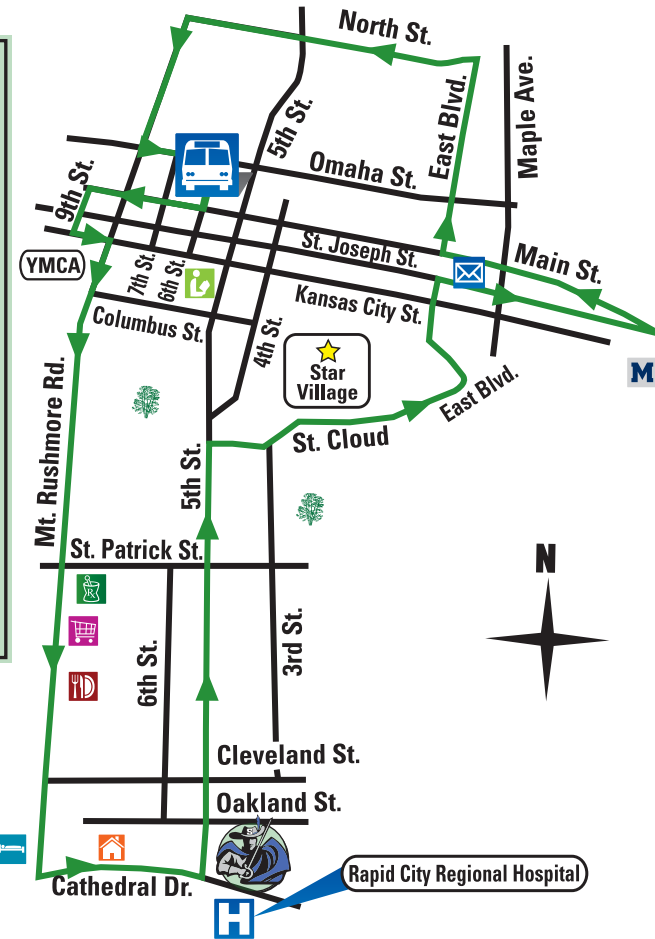 North St.
5th St.
East Blvd.
Maple Ave.
Omaha St.
9th St.
St. Joseph St.
Main St.
YMCA
7th St.
6th St.
Kansas City St.
Columbus St.
4th St.
Star
Village
East Blvd.
M
St. Cloud
Mt. Rushmore Rd.
5th St.
St. Patrick St.
N
R
6th St.
3rd St.
Cleveland St.
Oakland St.
Cathedral Dr.
Rapid City Regional Hospital
H